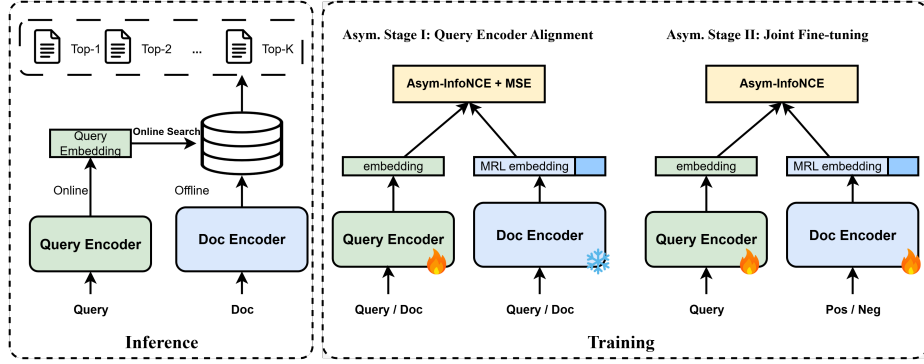 Top-1
Top-2
...
Top-K
Query
Embedding
Online Search
Online
Offline
Query Encoder
Doc Encoder
Query
Doc
Inference
Asym. Stage I: Query Encoder Alignment
Asym-InfoNCE + MSE
embedding
MRL embedding
Query Encoder
Doc Encoder
Query / Doc
Query / Doc
Asym. Stage II: Joint Fine-tuning
Asym-InfoNCE
embedding
MRL embedding
Query Encoder
Doc Encoder
Query
Pos / Neg
Training